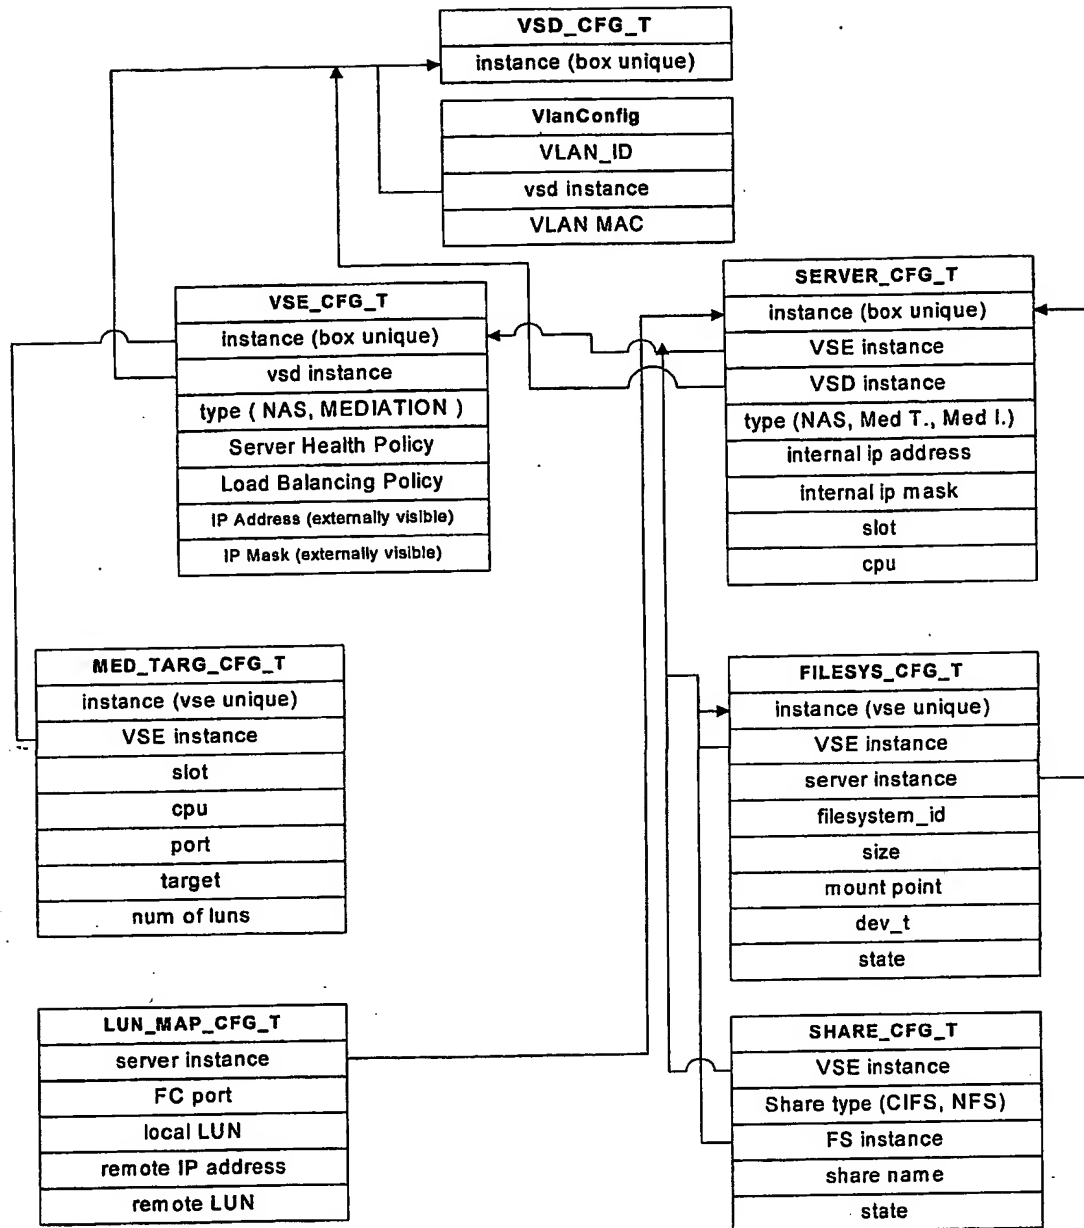 VSD_CFG_T
instance (box unique)
VlanConfig
VLAN_ID
vsd instance
VLAN MAC
VSE_CFG_T
instance (box unique)
vsd instance
type ( NAS, MEDIATION )
Server Health Policy
Load Balancing Policy
IP Address (externally visible)
IP Mask (externally visible)
SERVER_CFG_T
instance (box unique)
VSE instance
VSD instance
type (NAS, Med T., Med I.)
internal ip address
internal ip mask
slot
cpu
MED_TARG_CFG_T
instance (vse unique)
VSE instance
slot
cpu
port
target
num of luns
FILESYS_CFG_T
instance (vse unique)
VSE instance
server instance
filesystem_id
size
mount point
dev_t
state
LUN_MAP_CFG_T
server instance
FC port
local LUN
remote IP address
remote LUN
SHARE_CFG_T
VSE instance
Share type (CIFS, NFS)
FS instance
share name
state